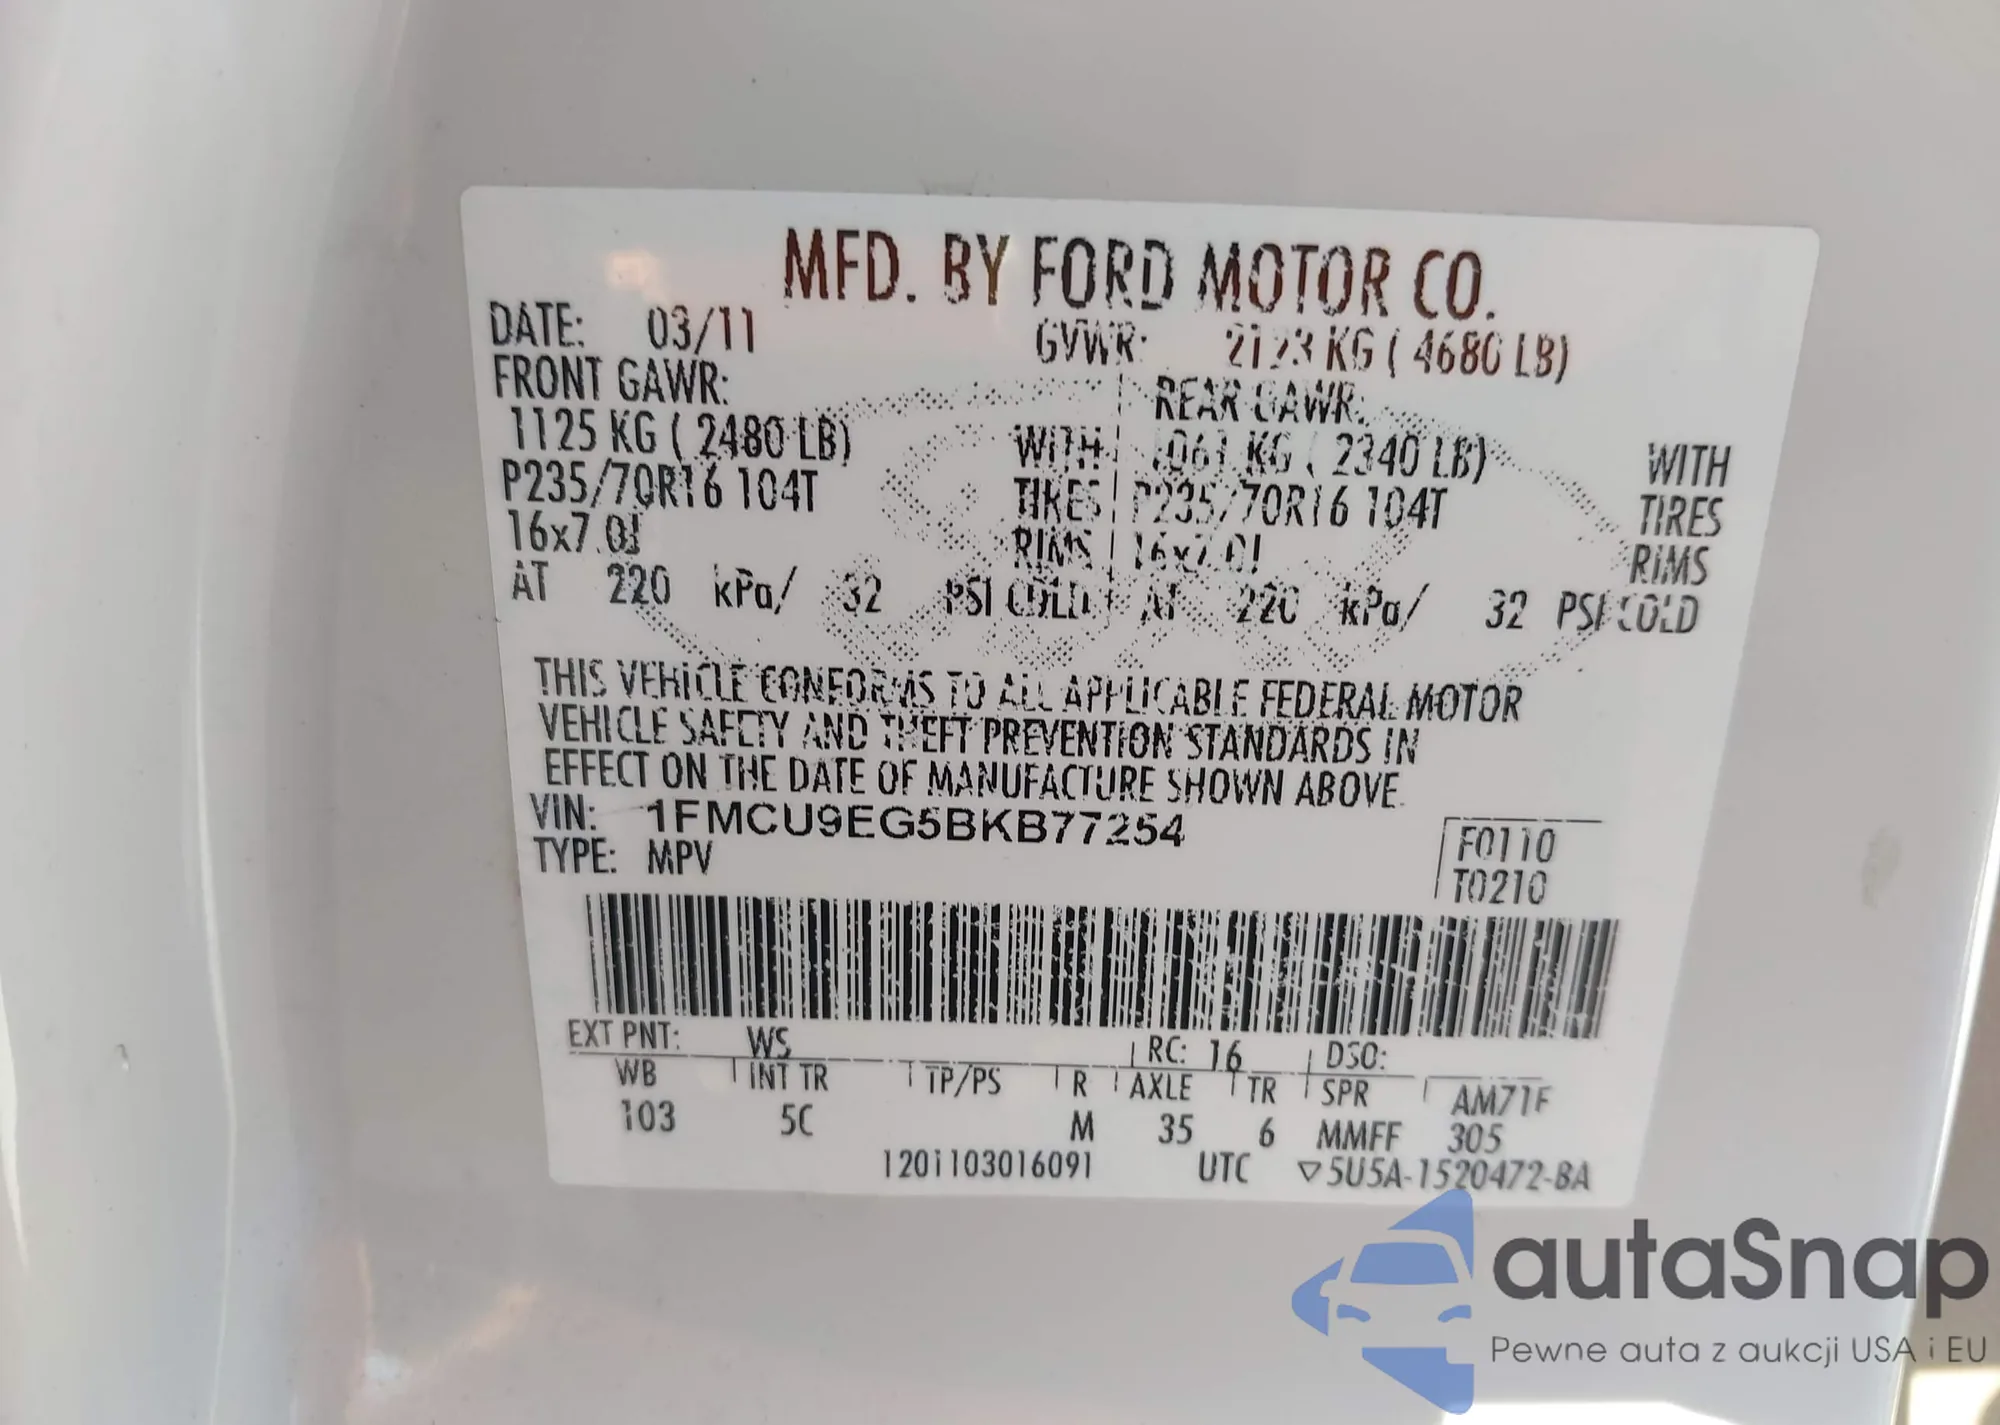 MFD. BY FORD MOTOR CO.
DATE: 03/11 GVWR: 2123 KG ( 4680 LB)
FRONT GAWR: REAR GAWR:
1125 KG ( 2480 LB) WITH 1061 KG ( 2340 LB) WITH
P235/70R16 104T TIRES P235/70R16 104T TIRES
16x7.0J RIMS 16x7.0J RIMS
AT 220 kPa/ 32 PSI COLD AT 220 kPa/ 32 PSI COLD
THIS VEHICLE CONFORMS TO ALL APPLICABLE FEDERAL MOTOR
VEHICLE SAFETY AND THEFT PREVENTION STANDARDS IN
EFFECT ON THE DATE OF MANUFACTURE SHOWN ABOVE.
VIN: 1FMCU9EG5BKB77254
TYPE: MPV
F0110
T0210
EXT PNT: WS RC: 16 DSO:
WB INT TR TP/PS R AXLE TR SPR AM71F
103 5C M 35 6 MMFF 305
1201103016091 UTC ▽5U5A-1520472-BA
autaSnap
Pewne auta z aukcji USA i EU